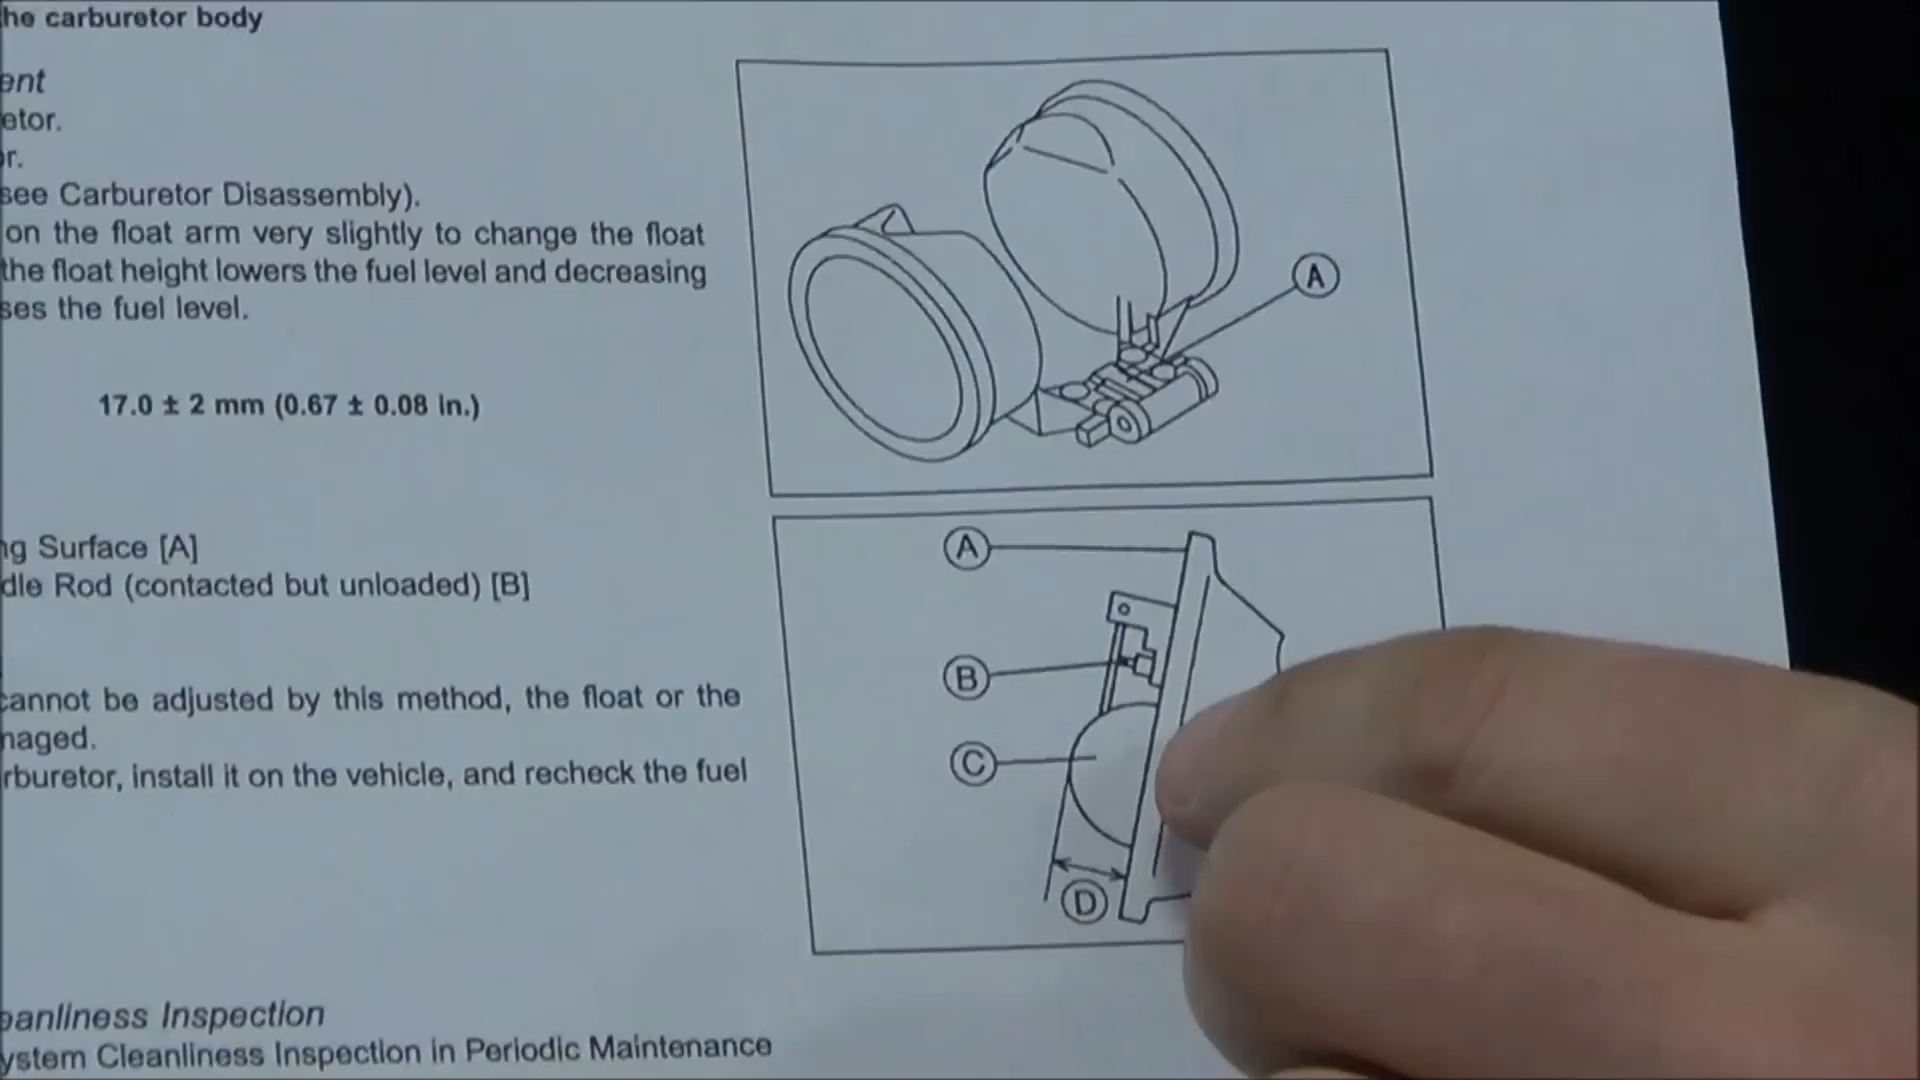 he carburetor body
ent
etor.
r.
see Carburetor Disassembly).
on the float arm very slightly to change the float
the float height lowers the fuel level and decreasing
ses the fuel level.
17.0 ± 2 mm (0.67 ± 0.08 in.)
A
ng Surface [A]
dle Rod (contacted but unloaded) [B]
A
B
C
D
cannot be adjusted by this method, the float or the
maged.
rburetor, install it on the vehicle, and recheck the fuel
eanliness Inspection
ystem Cleanliness Inspection in Periodic Maintenance